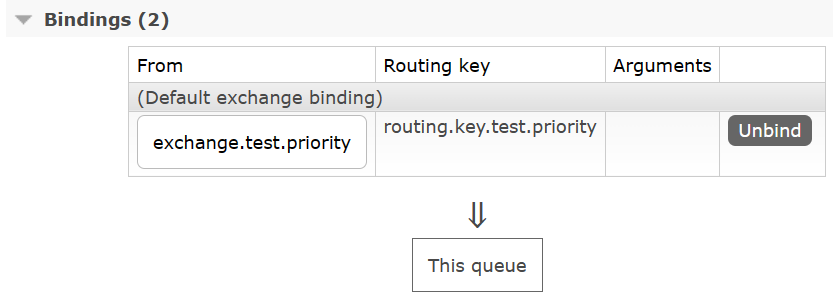 Bindings (2)
From Routing key Arguments
(Default exchange binding)
exchange.test.priority routing.key.test.priority Unbind
⇓
This queue